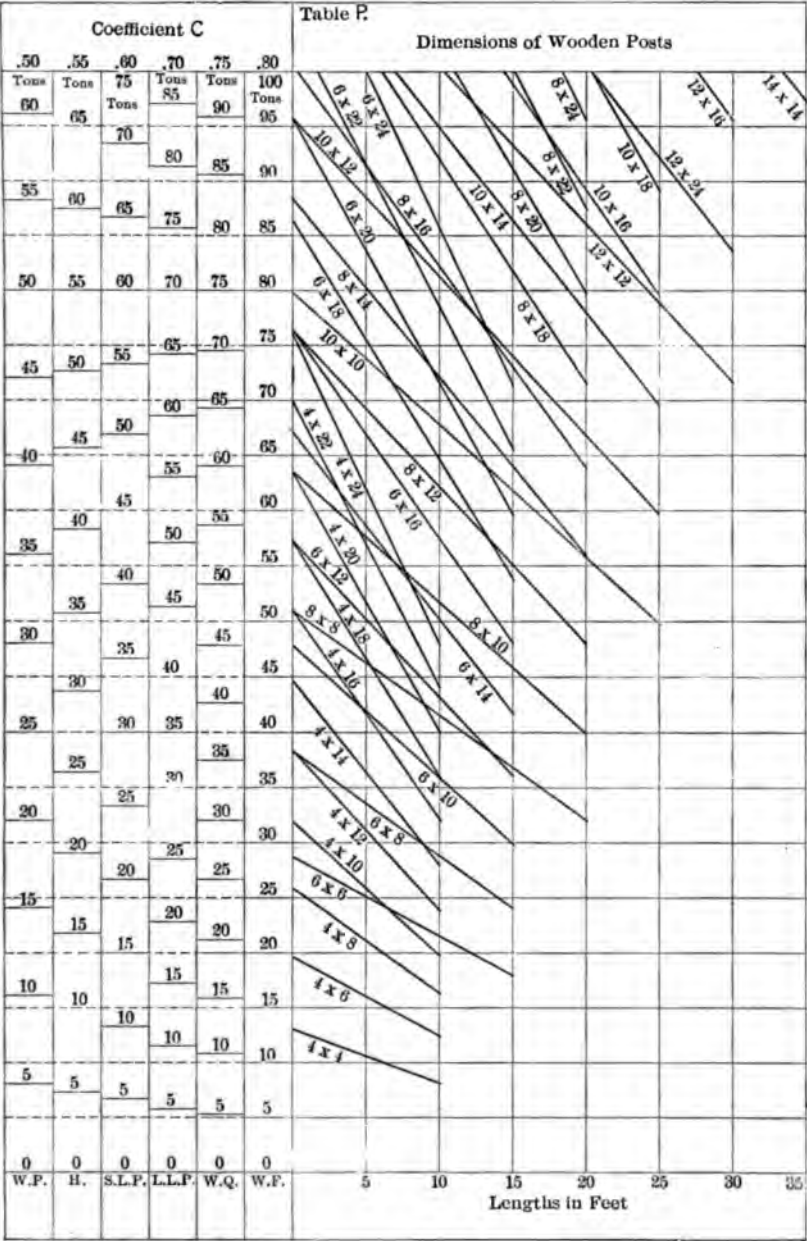 Table P.
Coefficient C
Dimensions of Wooden Posts
.50 .55 .60 .70 .75 .80
Tons Tons 75 Tons Tons 100
60 Tons 85 Tons
65 90 95
70
80 85 90
55 60 65 75 80 85
50 55 60 70 75 80
75
45 50 55 65 70
70
60 65
50
40 45 55 60 65
45 60
35 40 50 55
40 50 55
35 45
30 35 45 50
30 40 40 45
25 30 35 40
25 30 35 35
20 25 30
20 25 30
15 20 25 25
15 15 20 20 20
10 10 15 15 15
10 10 10 10
5 5 5 5 5 5
0 0 0 0 0 0
W.P. H. S.L.P. L.L.P. W.Q. W.F.
6 x 22
6 x 24
8 x 24
12 x 16
14 x 14
10 x 12
8 x 22
10 x 18
12 x 24
6 x 20
8 x 16
10 x 14
8 x 20
10 x 16
12 x 12
6 x 18
8 x 14
8 x 18
10 x 10
4 x 22
4 x 24
8 x 12
6 x 16
4 x 20
6 x 12
4 x 18
8 x 8
8 x 10
4 x 16
6 x 14
4 x 14
6 x 10
4 x 12
6 x 8
4 x 10
6 x 6
4 x 8
4 x 6
4 x 4
5 10 15 20 25 30 35
Lengths in Feet